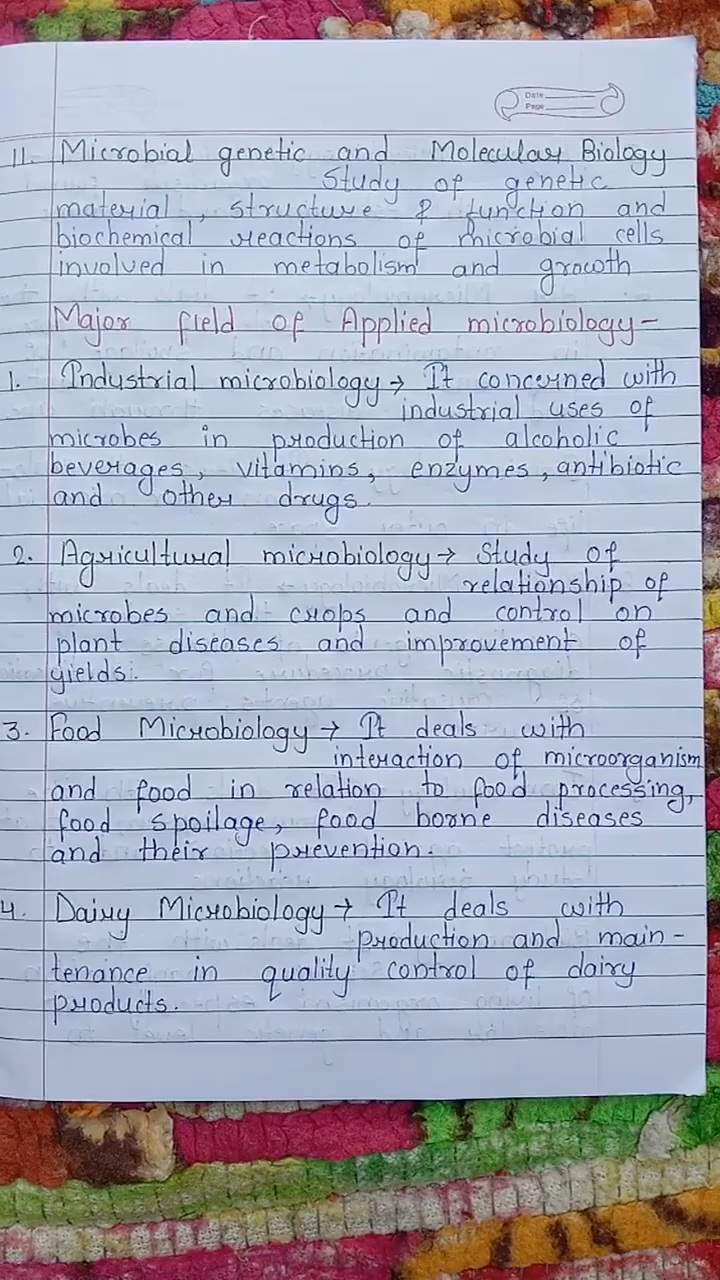 Date
Page
11. Microbial genetic and Molecular Biology
Study of genetic
material, structure & function and
biochemical reactions of microbial cells
involved in metabolism and growth
Major field of Applied microbiology-
1. Industrial microbiology → It concerned with
industrial uses of
microbes in production of alcoholic
beverages, vitamins, enzymes, antibiotic
and other drugs.
2. Agricultural microbiology → Study of
relationship of
microbes and crops and control on
plant diseases and improvement of
yields.
3. Food Microbiology → It deals with
interaction of microorganism
and food in relation to food processing,
food spoilage, food borne diseases
and their prevention.
4. Dairy Microbiology → It deals with
production and main-
tenance in quality control of dairy
products.